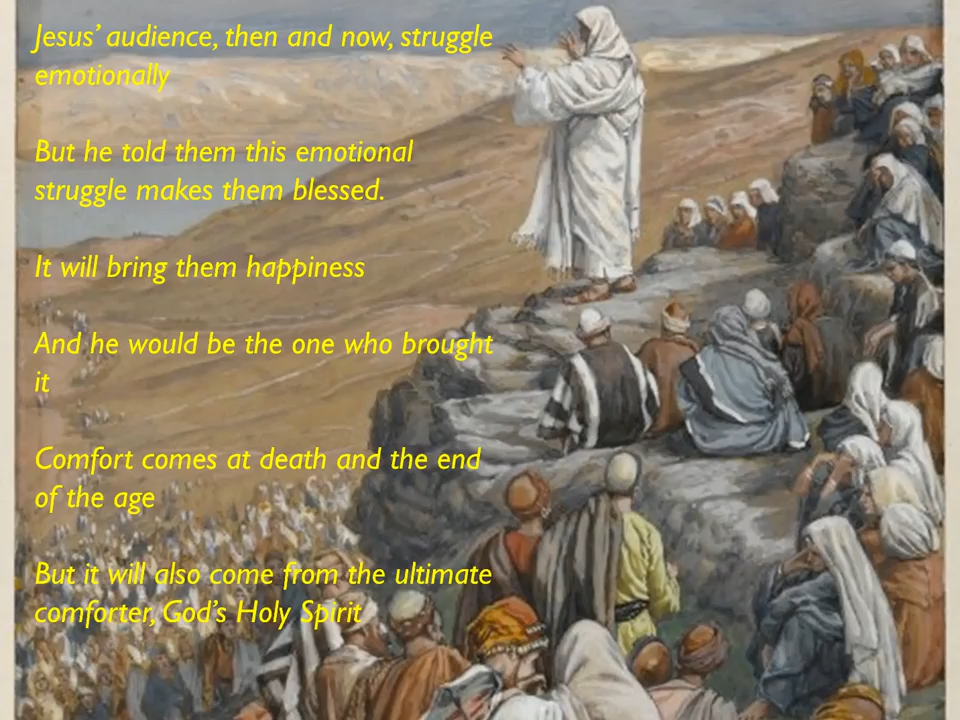 Jesus’ audience, then and now, struggle
emotionally
But he told them this emotional
struggle makes them blessed.
It will bring them happiness
And he would be the one who brought
it
Comfort comes at death and the end
of the age
But it will also come from the ultimate
comforter, God’s Holy Spirit